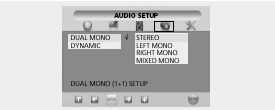 AUDIO SETUP
DUAL MONO
DYNAMIC
STEREO
LEFT MONO
RIGHT MONO
MIXED MONO
DUAL MONO (1+1) SETUP